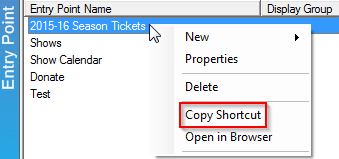 Entry Point
Entry Point Name
Display Group
2015-16 Season Tickets
Shows
Show Calendar
Donate
Test
New
Properties
Delete
Copy Shortcut
Open in Browser